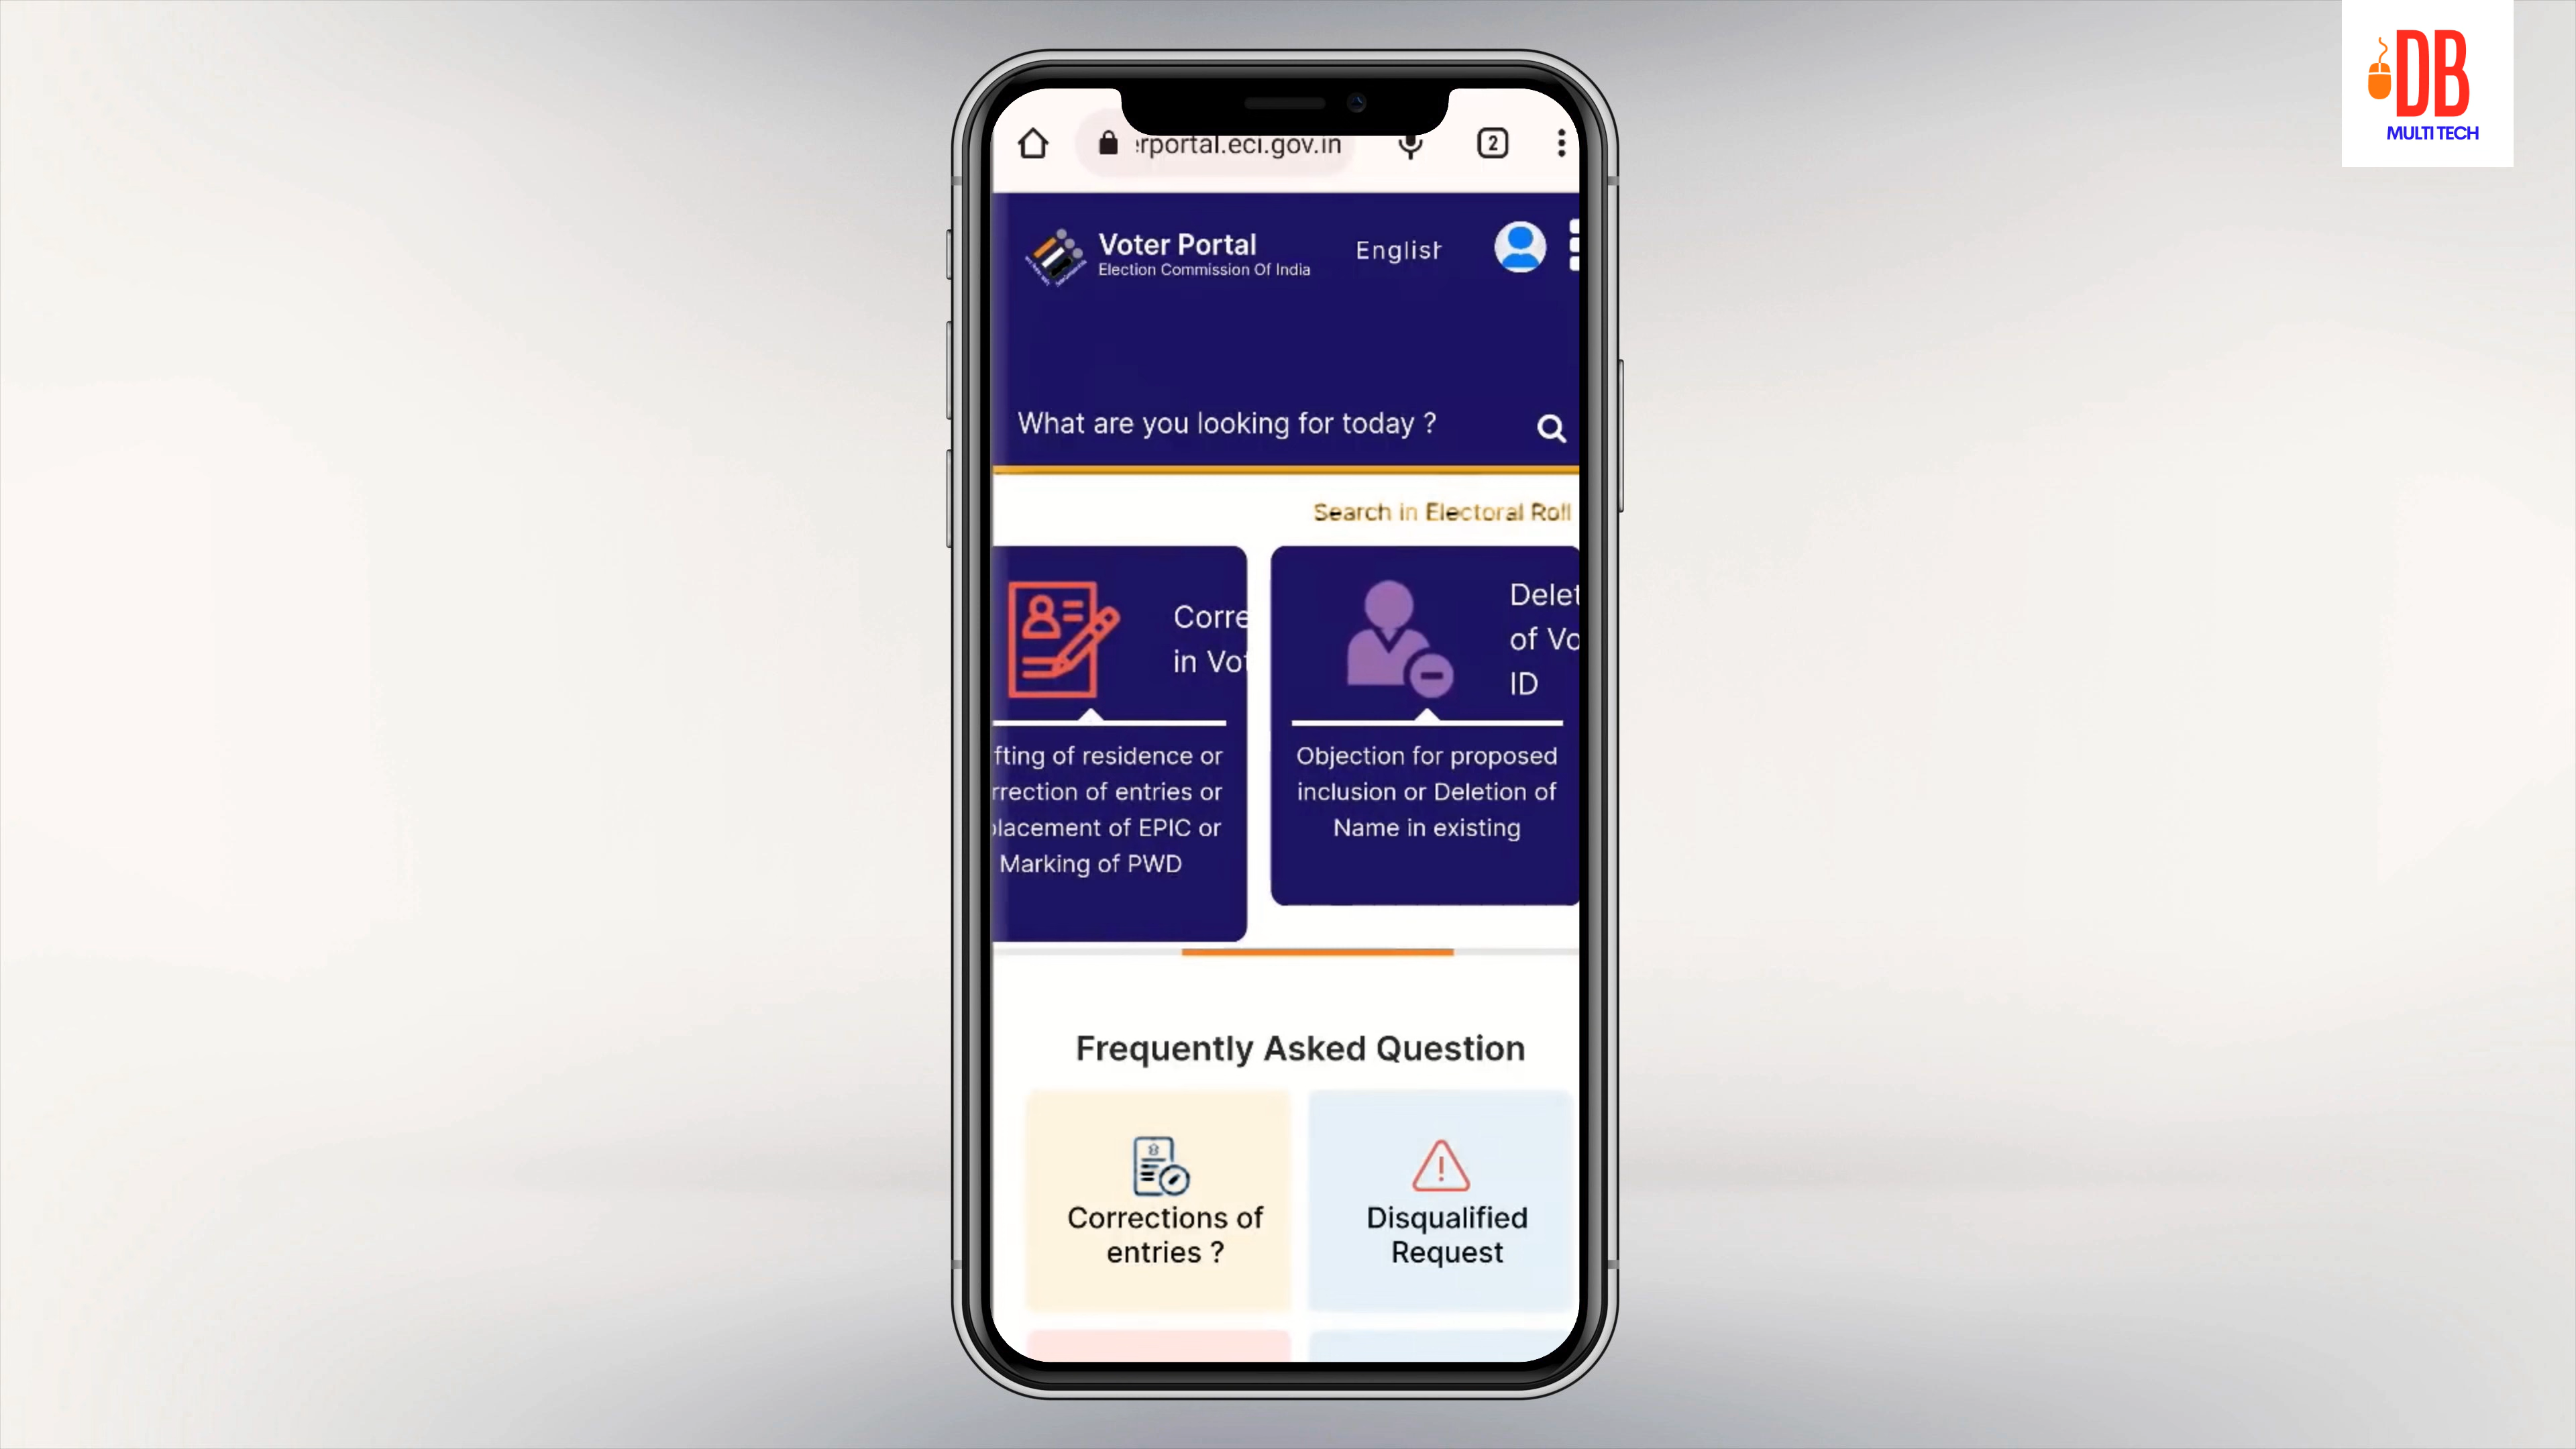 DB
MULTI TECH
rportal.eci.gov.in
2
Voter Portal
Election Commission Of India
English
What are you looking for today ?
Search in Electoral Roll
Corre
in Vot
fting of residence or
rrection of entries or
lacement of EPIC or
Marking of PWD
Delet
of Vo
ID
Objection for proposed
inclusion or Deletion of
Name in existing
Frequently Asked Question
Corrections of
entries ?
Disqualified
Request